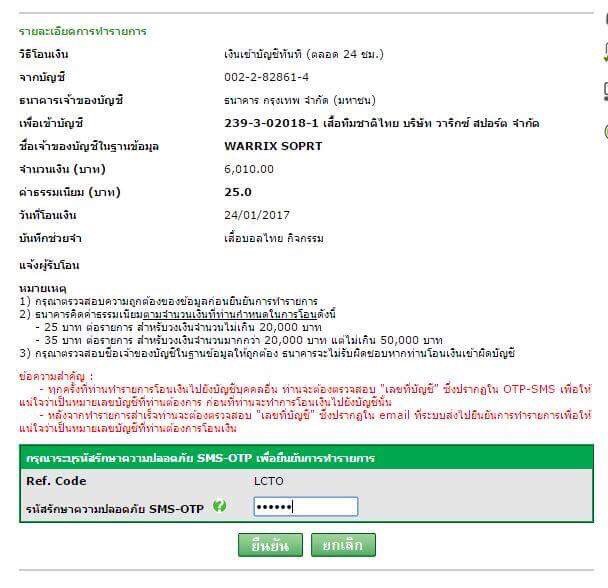 รายละเอียดการทำรายการ
วิธีโอนเงิน เงินเข้าบัญชีทันที (ตลอด 24 ชม.)
จากบัญชี 002-2-82861-4
ธนาคารเจ้าของบัญชี ธนาคาร กรุงเทพ จำกัด (มหาชน)
เพื่อเข้าบัญชี 239-3-02018-1 เสื้อทีมชาติไทย บริษัท วาริกซ์ สปอร์ต จำกัด
ชื่อเจ้าของบัญชีในฐานข้อมูล WARRIX SOPRT
จำนวนเงิน (บาท) 6,010.00
ค่าธรรมเนียม (บาท) 25.0
วันที่โอนเงิน 24/01/2017
บันทึกช่วยจำ เสื้อบอลไทย กิจกรรม
แจ้งผู้รับโอน
หมายเหตุ
1) กรุณาตรวจสอบความถูกต้องของข้อมูลก่อนยืนยันการทำรายการ
2) ธนาคารคิดค่าธรรมเนียมตามจำนวนเงินที่ท่านกำหนดในการโอนดังนี้
- 25 บาท ต่อรายการ สำหรับวงเงินจำนวนไม่เกิน 20,000 บาท
- 35 บาท ต่อรายการ สำหรับวงเงินจำนวนมากกว่า 20,000 บาท แต่ไม่เกิน 50,000 บาท
3) กรุณาตรวจสอบชื่อเจ้าของบัญชีในฐานข้อมูลให้ถูกต้อง ธนาคารจะไม่รับผิดชอบหากท่านโอนเงินเข้าผิดบัญชี
ข้อความสำคัญ :
- ทุกครั้งที่ท่านทำรายการโอนเงินไปยังบัญชีบุคคลอื่น ท่านจะต้องตรวจสอบ "เลขที่บัญชี" ซึ่งปรากฏใน OTP-SMS เพื่อให้
แน่ใจว่าเป็นหมายเลขบัญชีที่ท่านต้องการ ก่อนที่ท่านจะทำการโอนเงินไปยังบัญชีนั้น
- หลังจากทำรายการสำเร็จท่านจะต้องตรวจสอบ "เลขที่บัญชี" ซึ่งปรากฏใน email ที่ระบบส่งไปยืนยันการทำรายการเพื่อให้
แน่ใจว่าเป็นหมายเลขบัญชีที่ท่านต้องการโอนเงิน
กรุณาระบุรหัสรักษาความปลอดภัย SMS-OTP เพื่อยืนยันการทำรายการ
Ref. Code LCTO
รหัสรักษาความปลอดภัย SMS-OTP ? ••••••
ยืนยัน ยกเลิก